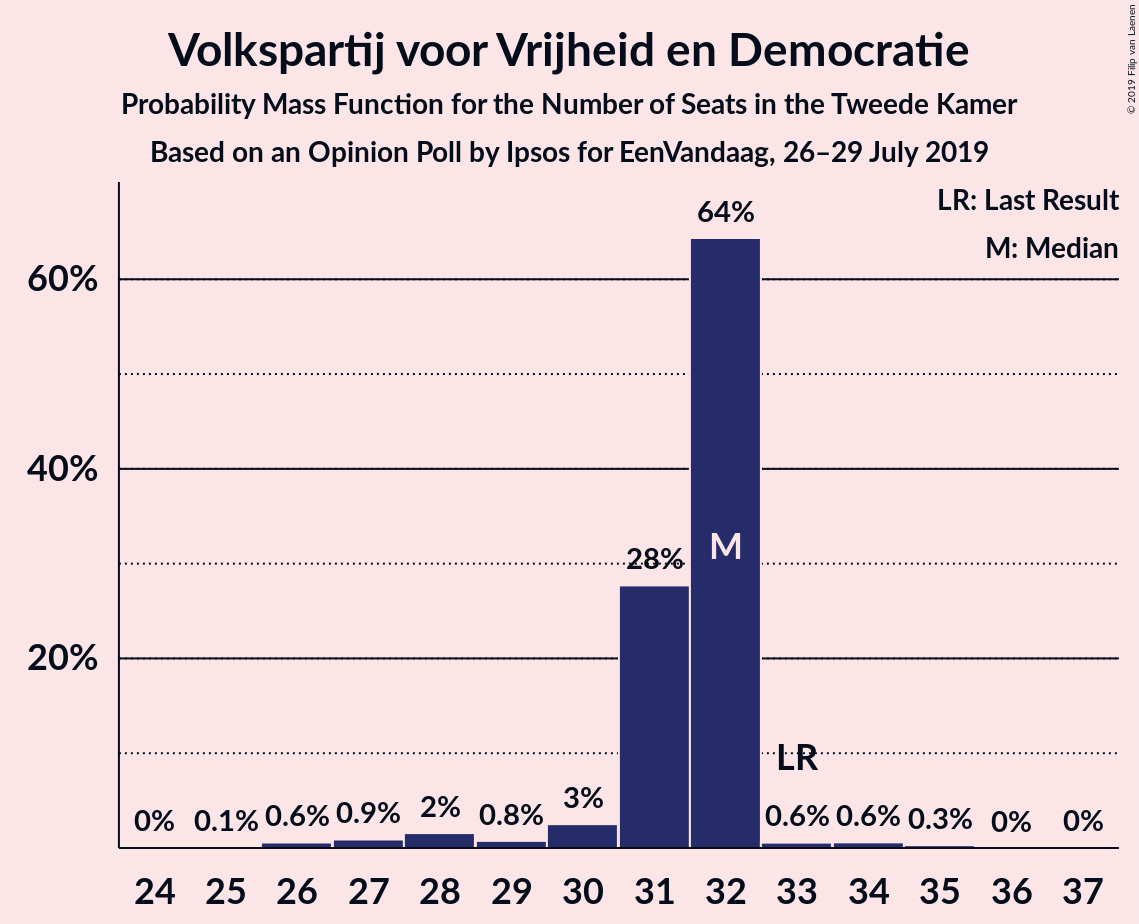 Volkspartij voor Vrijheid en Democratie
Probability Mass Function for the Number of Seats in the Tweede Kamer
Based on an Opinion Poll by Ipsos for EenVandaag, 26–29 July 2019
© 2019 Filip van Laenen
LR: Last Result
M: Median
60%
40%
20%
0% 0.1% 0.6% 0.9% 2% 0.8% 3% 28% 64% 0.6% 0.6% 0.3% 0% 0%
M
LR
24 25 26 27 28 29 30 31 32 33 34 35 36 37